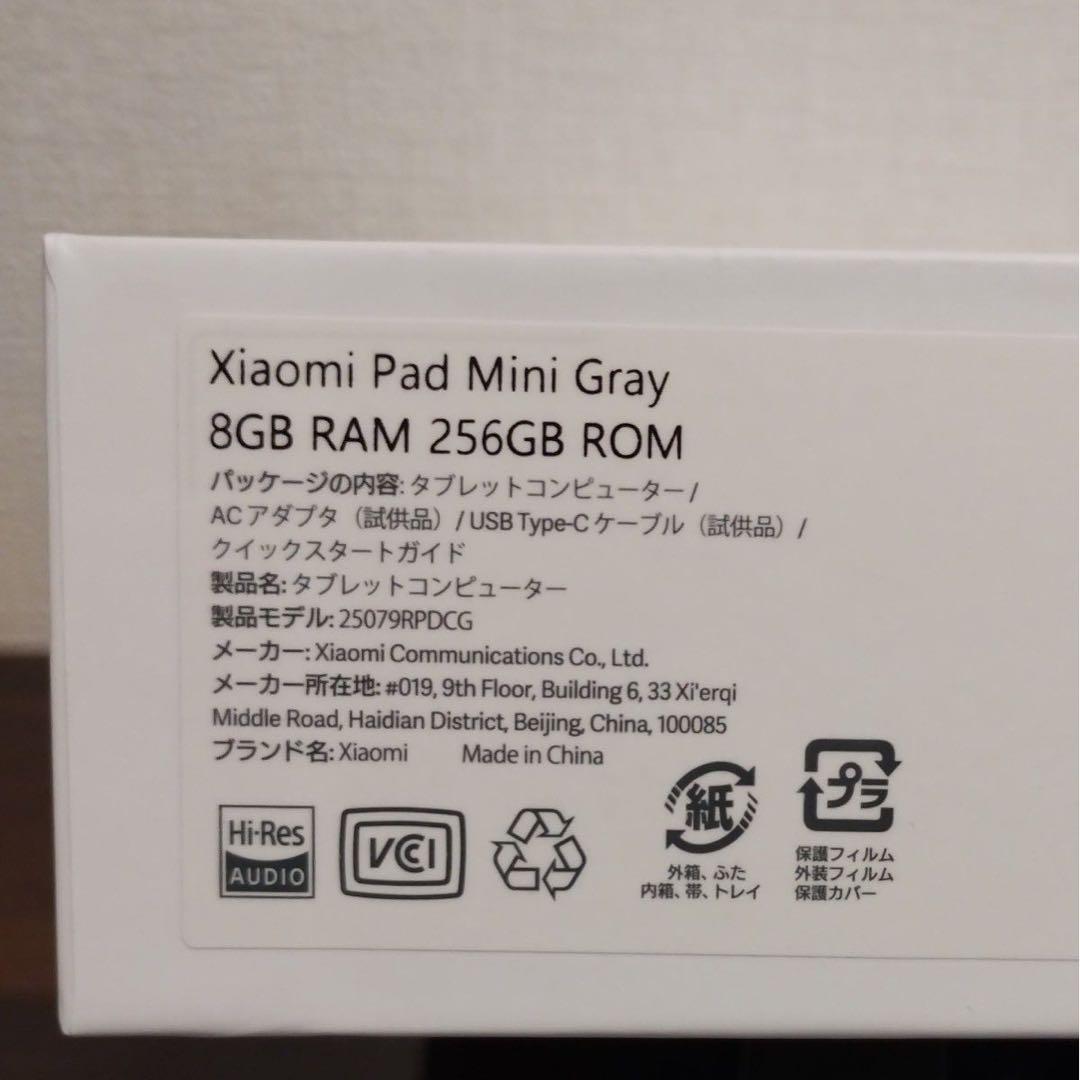 Xiaomi Pad Mini Gray
8GB RAM 256GB ROM
パッケージの内容: タブレットコンピューター /
AC アダプタ（試供品）/ USB Type-C ケーブル（試供品）/
クイックスタートガイド
製品名: タブレットコンピューター
製品モデル: 25079RPDCG
メーカー: Xiaomi Communications Co., Ltd.
メーカー所在地: #019, 9th Floor, Building 6, 33 Xi'erqi
Middle Road, Haidian District, Beijing, China, 100085
ブランド名: Xiaomi Made in China
Hi-Res
AUDIO
VCCI
紙
外箱、ふた
内箱、帯、トレイ
プラ
保護フィルム
外装フィルム
保護カバー